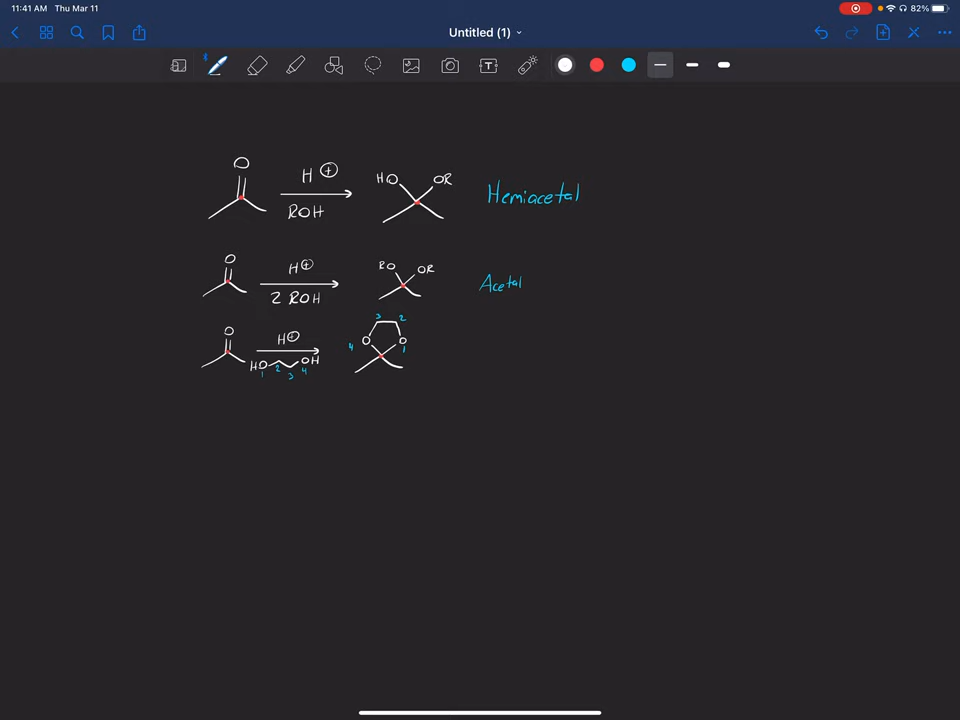 11:41 AM Thu Mar 11
82%
Untitled (1)
T
O
H ⊕
ROH
HO OR
Hemiacetal
O
H⊕
2 ROH
RO OR
Acetal
O
H⊕
HO OH
1 2 3 4
3 2
O O
4 1